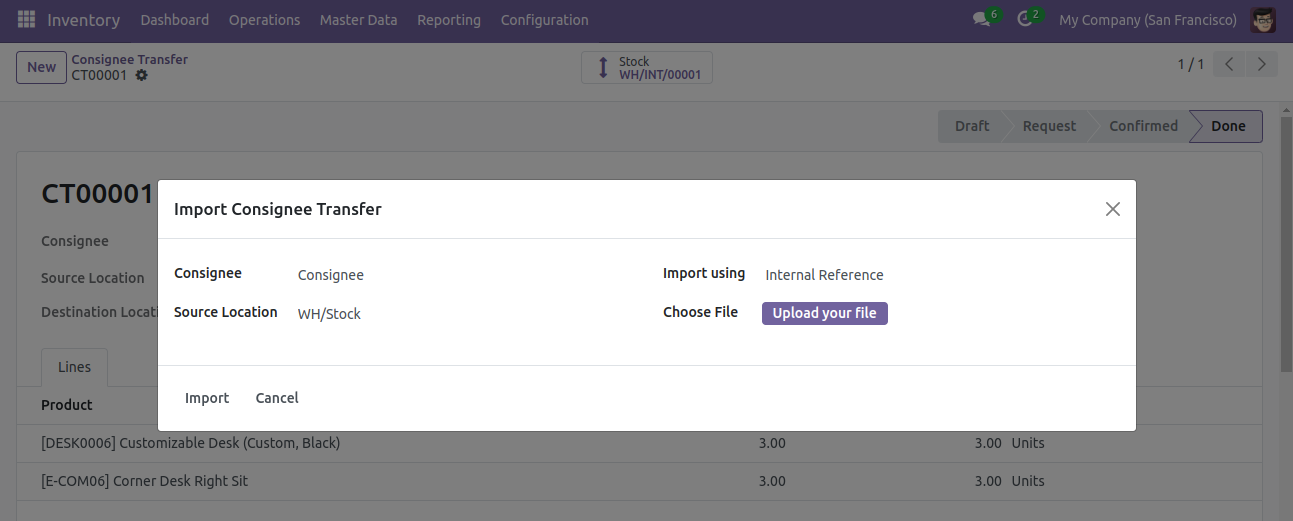 Inventory Dashboard Operations Master Data Reporting Configuration 6 2 My Company (San Francisco)
New Consignee Transfer Stock 1 / 1
CT00001 WH/INT/00001
Draft Request Confirmed Done
CT00001
Import Consignee Transfer
Consignee
Consignee Consignee Import using Internal Reference
Source Location
Source Location WH/Stock Choose File Upload your file
Destination Locati
Lines
Import Cancel
Product
[DESK0006] Customizable Desk (Custom, Black) 3.00 3.00 Units
[E-COM06] Corner Desk Right Sit 3.00 3.00 Units